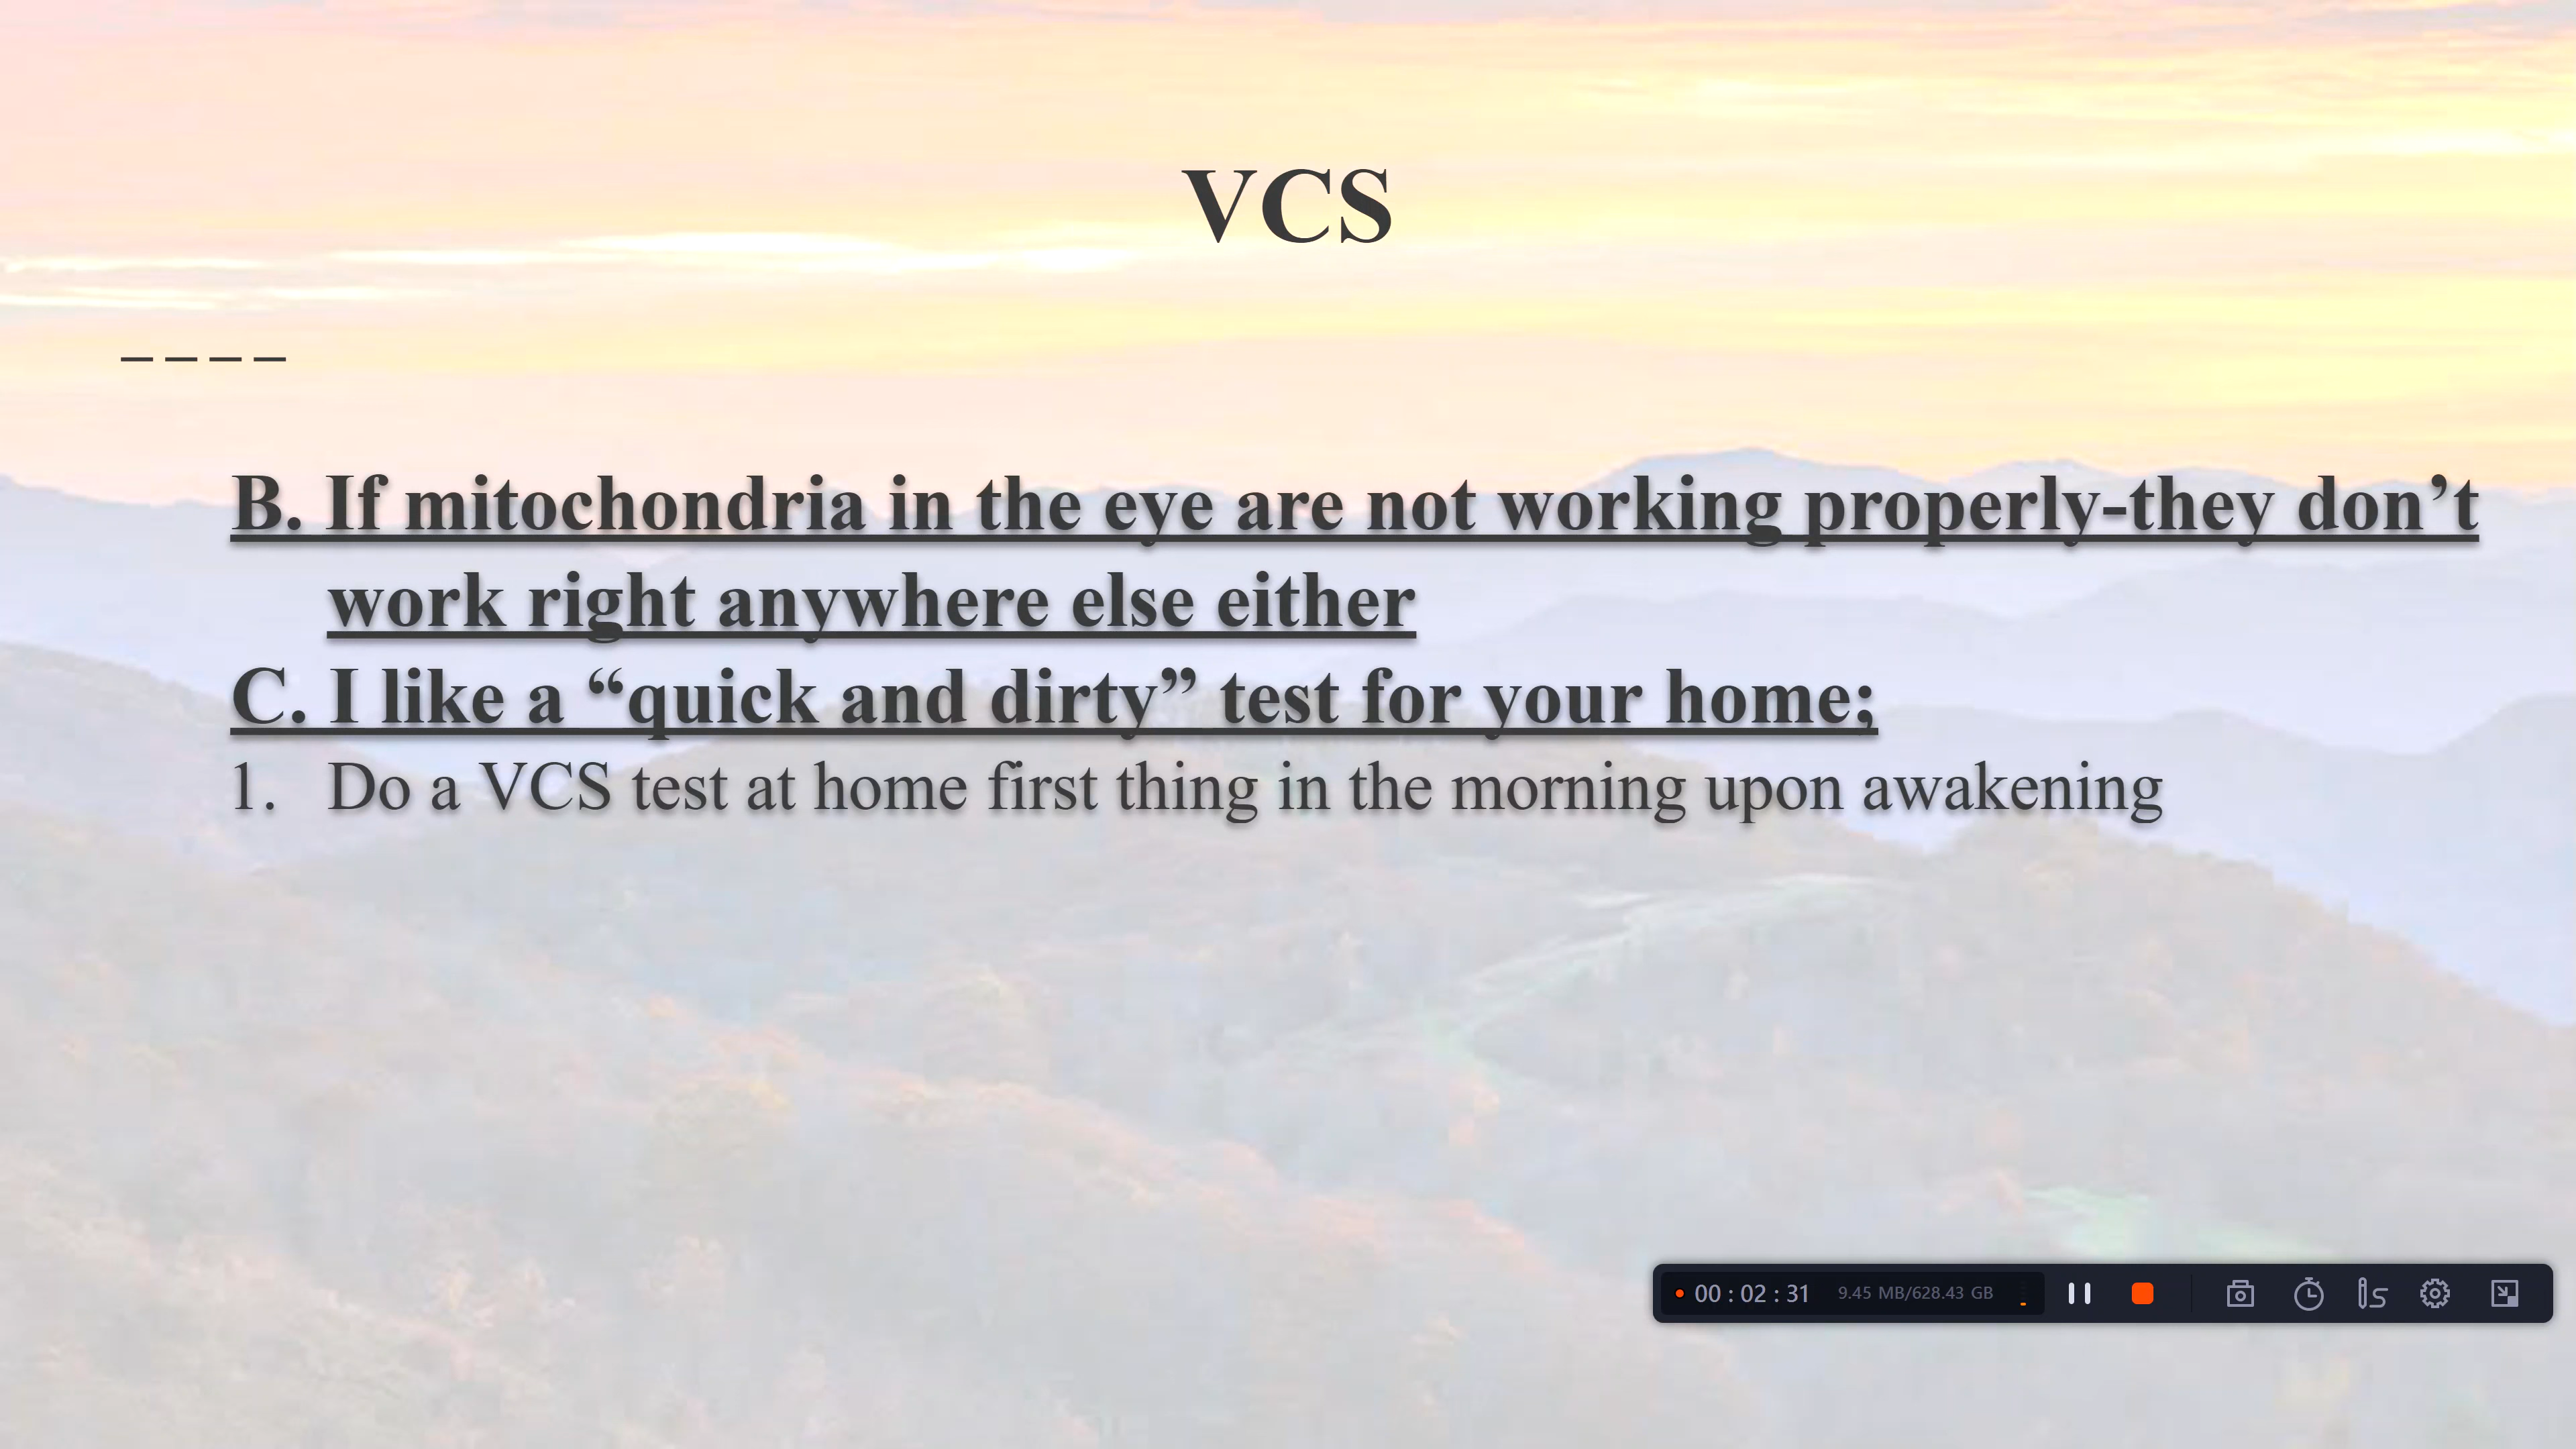 VCS
– – – –
B. If mitochondria in the eye are not working properly-they don’t
work right anywhere else either
C. I like a “quick and dirty” test for your home;
1. Do a VCS test at home first thing in the morning upon awakening
00 : 02 : 31 9.45 MB/628.43 GB